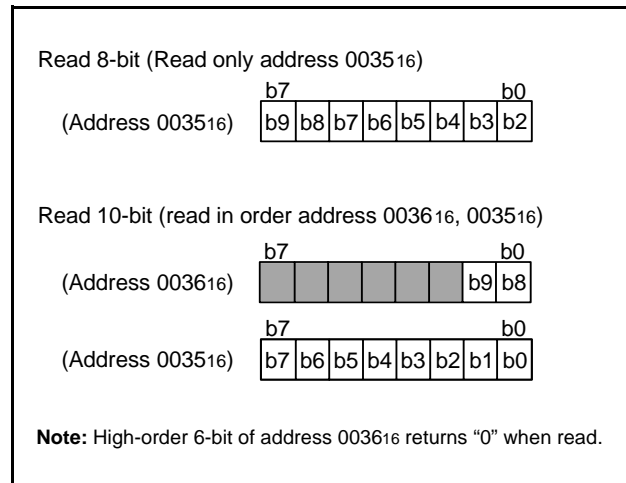 Read 8-bit (Read only address 003516)
b7 b0
(Address 003516) b9 b8 b7 b6 b5 b4 b3 b2
Read 10-bit (read in order address 003616, 003516)
b7 b0
(Address 003616) b9 b8
b7 b0
(Address 003516) b7 b6 b5 b4 b3 b2 b1 b0
Note: High-order 6-bit of address 003616 returns “0” when read.